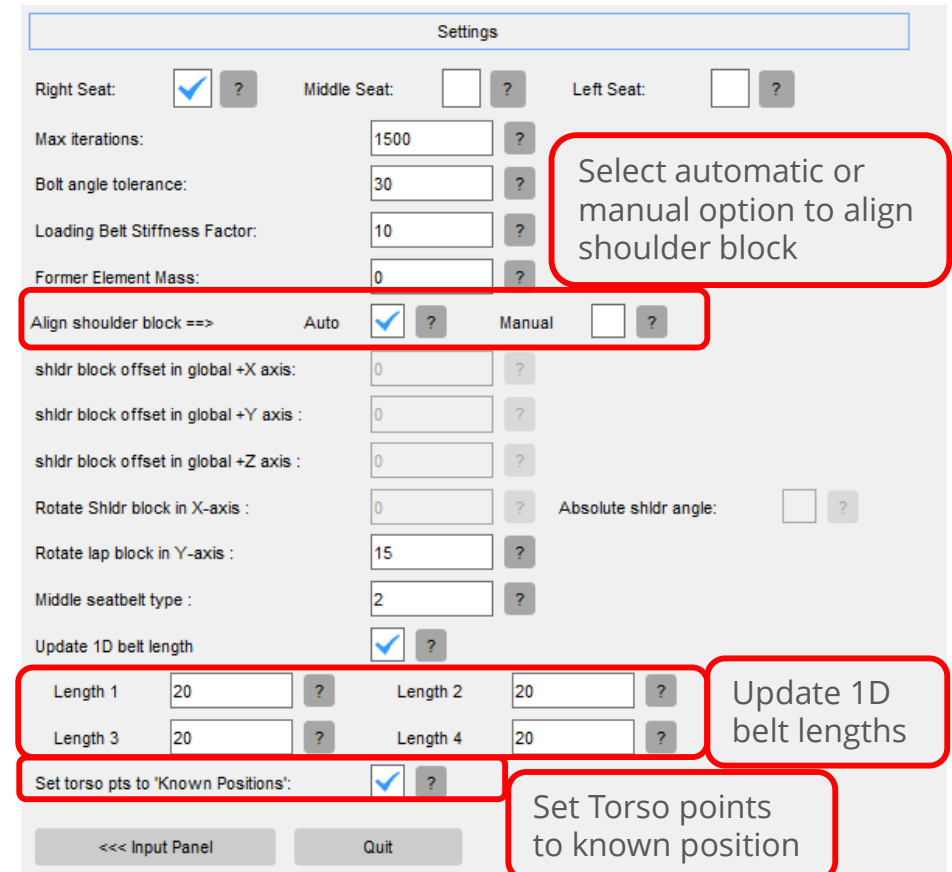 Settings
Right Seat: ? Middle Seat: ? Left Seat: ?
Max iterations: 1500 ?
Bolt angle tolerance: 30 ?
Loading Belt Stiffness Factor: 10 ?
Former Element Mass: 0 ?
Select automatic or
manual option to align
shoulder block
Align shoulder block ==> Auto ? Manual ?
shldr block offset in global +X axis: 0 ?
shldr block offset in global +Y axis : 0 ?
shldr block offset in global +Z axis : 0 ?
Rotate Shldr block in X-axis : 0 ? Absolute shldr angle: ?
Rotate lap block in Y-axis : 15 ?
Middle seatbelt type : 2 ?
Update 1D belt length ?
Length 1 20 ? Length 2 20 ?
Length 3 20 ? Length 4 20 ?
Update 1D
belt lengths
Set torso pts to 'Known Positions': ?
Set Torso points
to known position
<<< Input Panel Quit